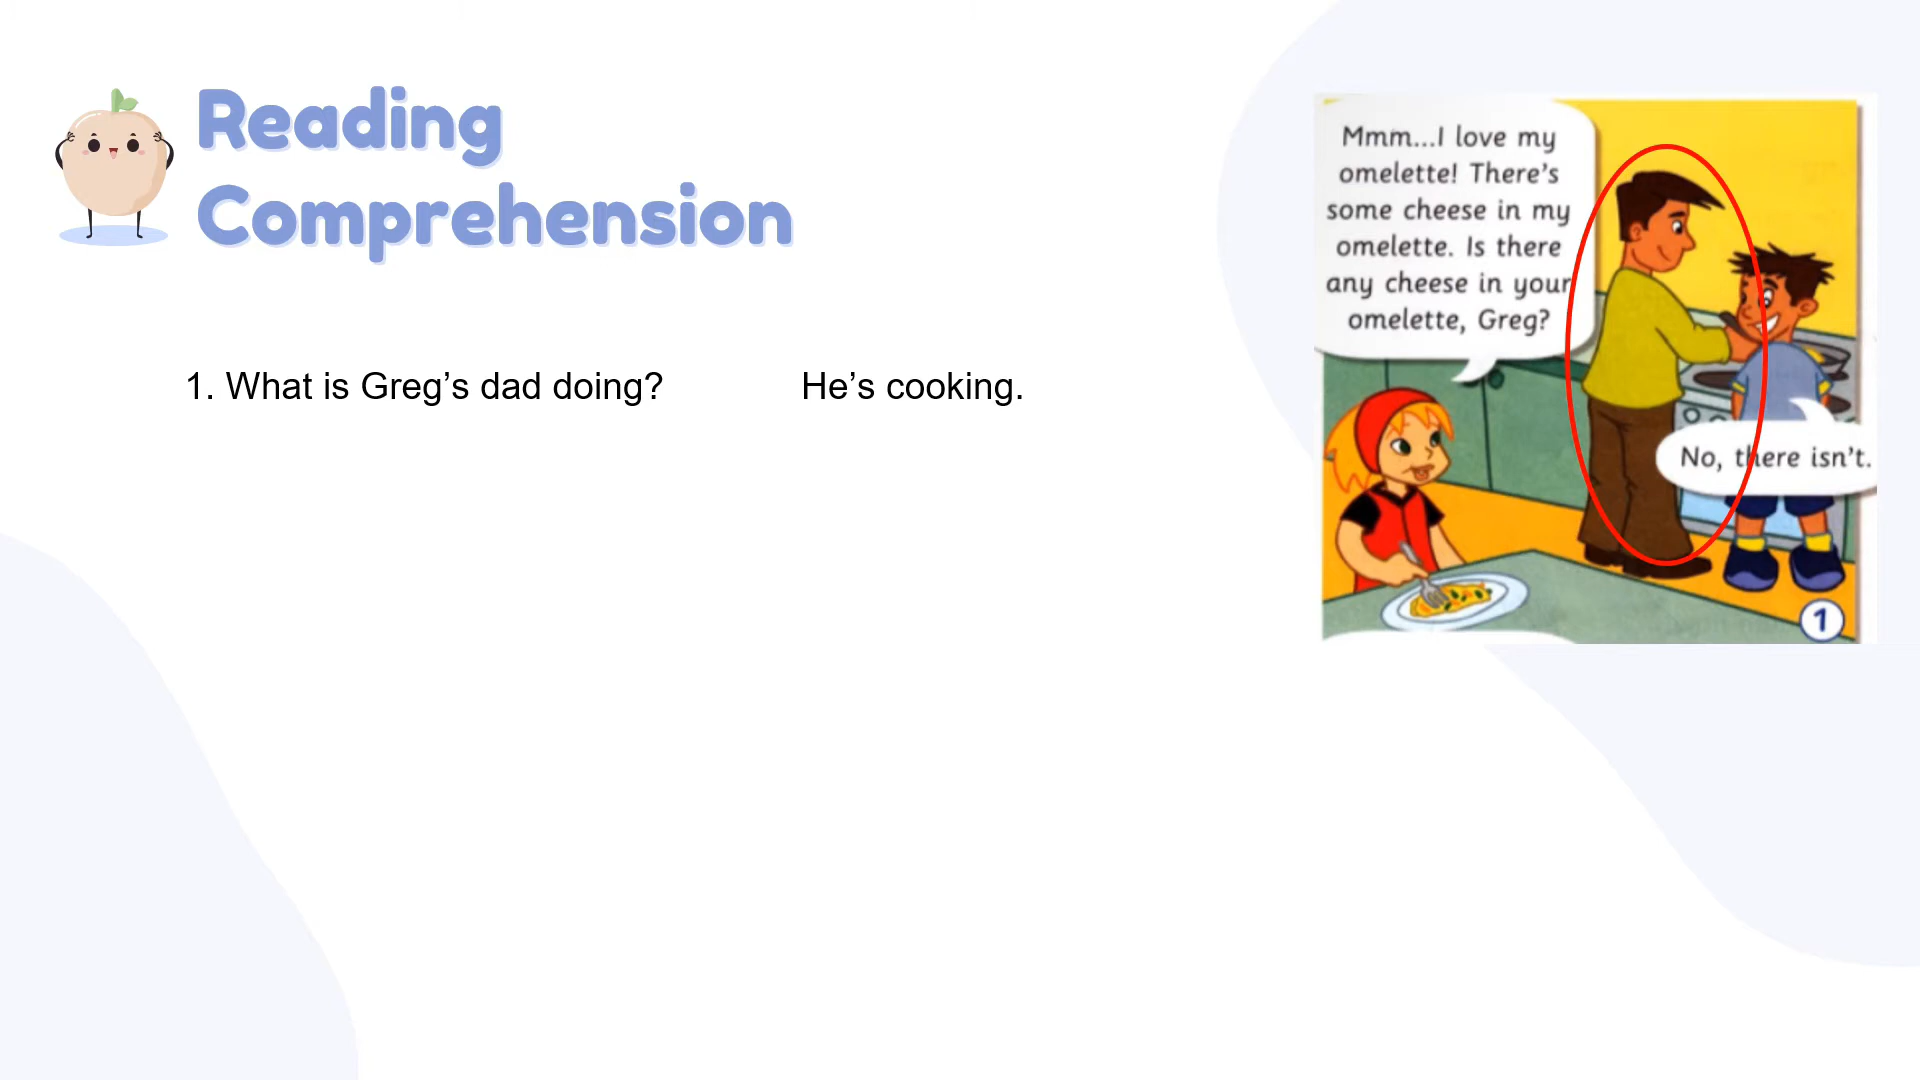 Reading
Comprehension
1. What is Greg’s dad doing? He’s cooking.
Mmm...I love my
omelette! There’s
some cheese in my
omelette. Is there
any cheese in your
omelette, Greg?
No, there isn’t.
1